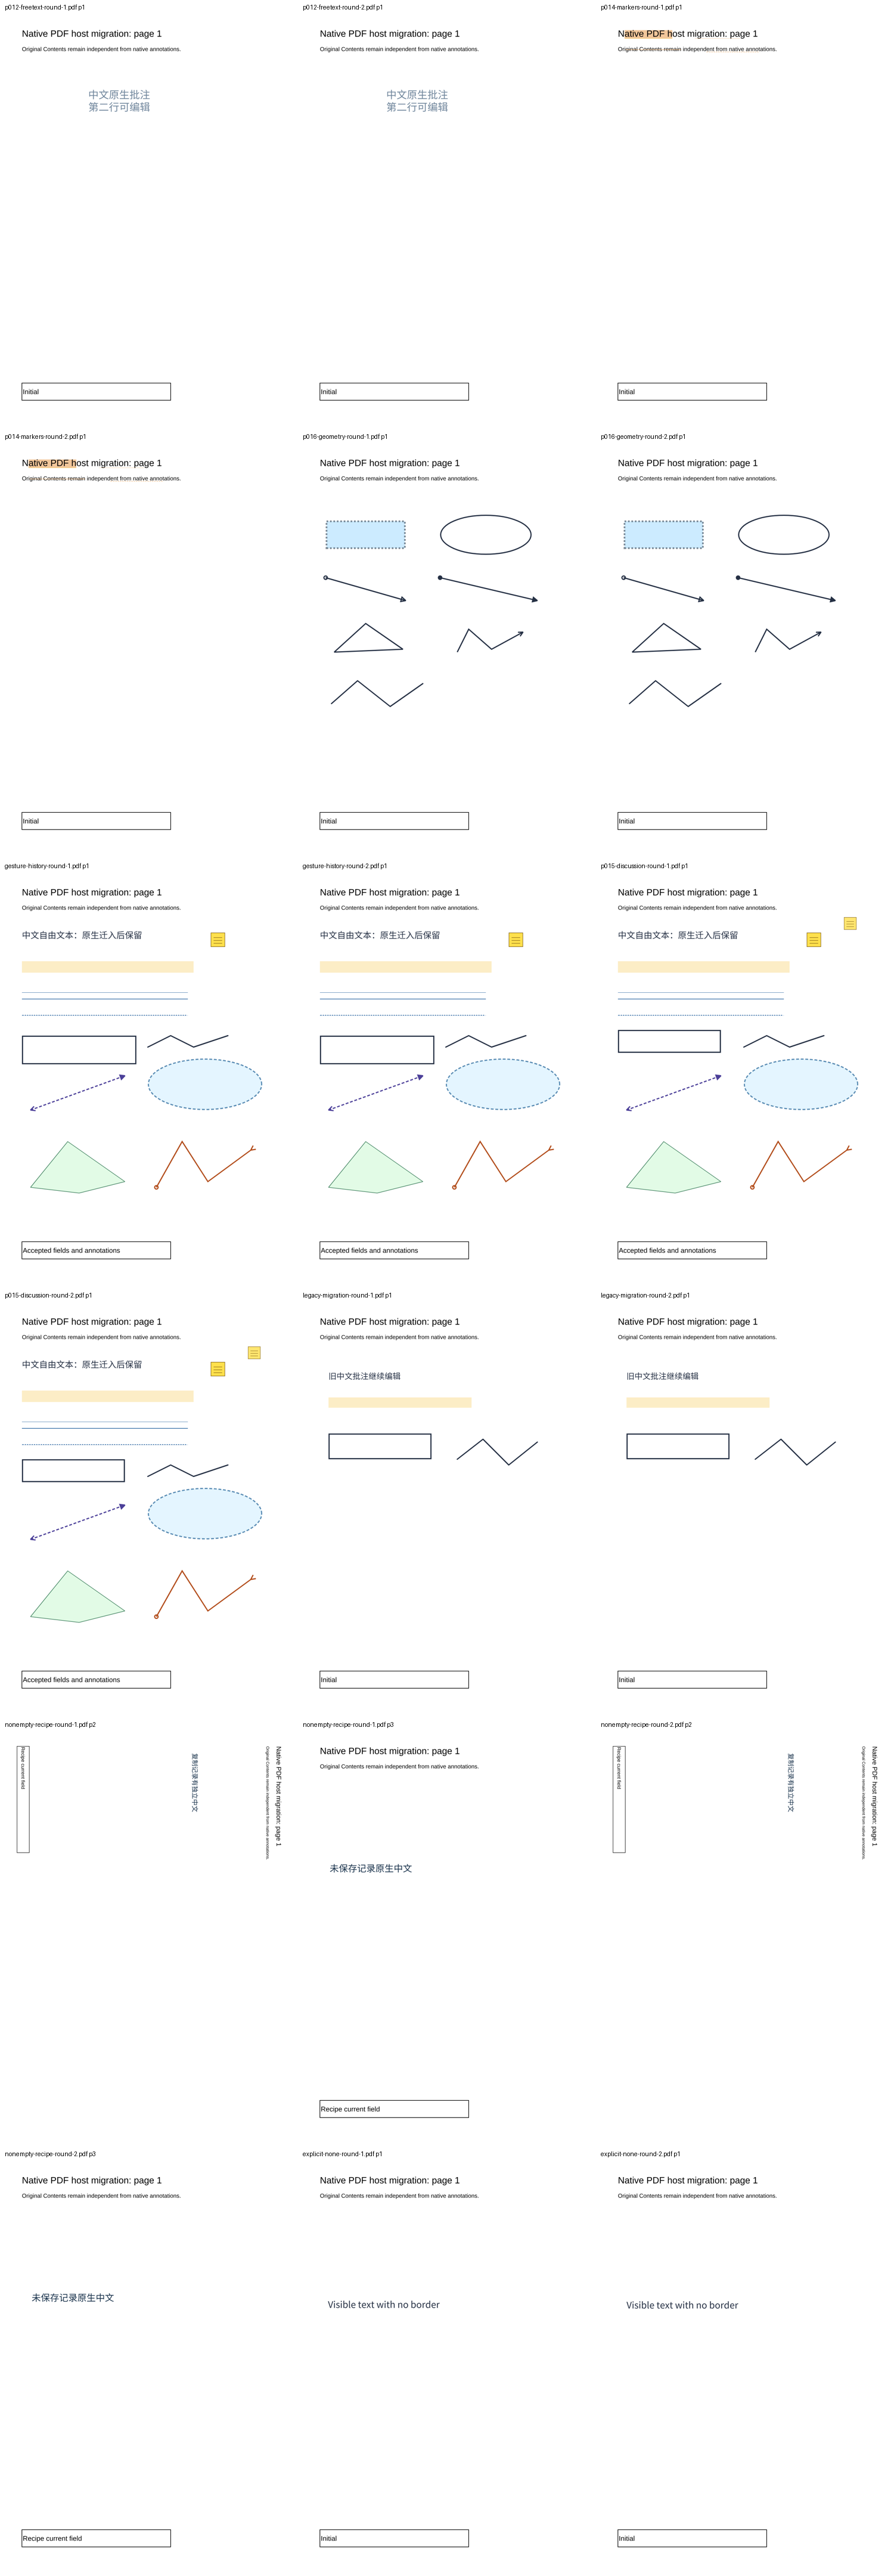 p012-freetext-round-1.pdf p1
Native PDF host migration: page 1
Original Contents remain independent from native annotations.
中文原生批注
第二行可编辑
Initial
p012-freetext-round-2.pdf p1
Native PDF host migration: page 1
Original Contents remain independent from native annotations.
中文原生批注
第二行可编辑
Initial
p014-markers-round-1.pdf p1
Native PDF host migration: page 1
Original Contents remain independent from native annotations.
Initial
p014-markers-round-2.pdf p1
Native PDF host migration: page 1
Original Contents remain independent from native annotations.
Initial
p016-geometry-round-1.pdf p1
Native PDF host migration: page 1
Original Contents remain independent from native annotations.
Initial
p016-geometry-round-2.pdf p1
Native PDF host migration: page 1
Original Contents remain independent from native annotations.
Initial
gesture-history-round-1.pdf p1
Native PDF host migration: page 1
Original Contents remain independent from native annotations.
中文自由文本：原生迁入后保留
Accepted fields and annotations
gesture-history-round-2.pdf p1
Native PDF host migration: page 1
Original Contents remain independent from native annotations.
中文自由文本：原生迁入后保留
Accepted fields and annotations
p015-discussion-round-1.pdf p1
Native PDF host migration: page 1
Original Contents remain independent from native annotations.
中文自由文本：原生迁入后保留
Accepted fields and annotations
p015-discussion-round-2.pdf p1
Native PDF host migration: page 1
Original Contents remain independent from native annotations.
中文自由文本：原生迁入后保留
Accepted fields and annotations
legacy-migration-round-1.pdf p1
Native PDF host migration: page 1
Original Contents remain independent from native annotations.
旧中文批注继续编辑
Initial
legacy-migration-round-2.pdf p1
Native PDF host migration: page 1
Original Contents remain independent from native annotations.
旧中文批注继续编辑
Initial
nonempty-recipe-round-1.pdf p2
Native PDF host migration: page 1
Original Contents remain independent from native annotations.
复制记录有独立中文
Recipe current field
nonempty-recipe-round-1.pdf p3
Native PDF host migration: page 1
Original Contents remain independent from native annotations.
未保存记录原生中文
Recipe current field
nonempty-recipe-round-2.pdf p2
Native PDF host migration: page 1
Original Contents remain independent from native annotations.
复制记录有独立中文
Recipe current field
nonempty-recipe-round-2.pdf p3
Native PDF host migration: page 1
Original Contents remain independent from native annotations.
未保存记录原生中文
Recipe current field
explicit-none-round-1.pdf p1
Native PDF host migration: page 1
Original Contents remain independent from native annotations.
Visible text with no border
Initial
explicit-none-round-2.pdf p1
Native PDF host migration: page 1
Original Contents remain independent from native annotations.
Visible text with no border
Initial